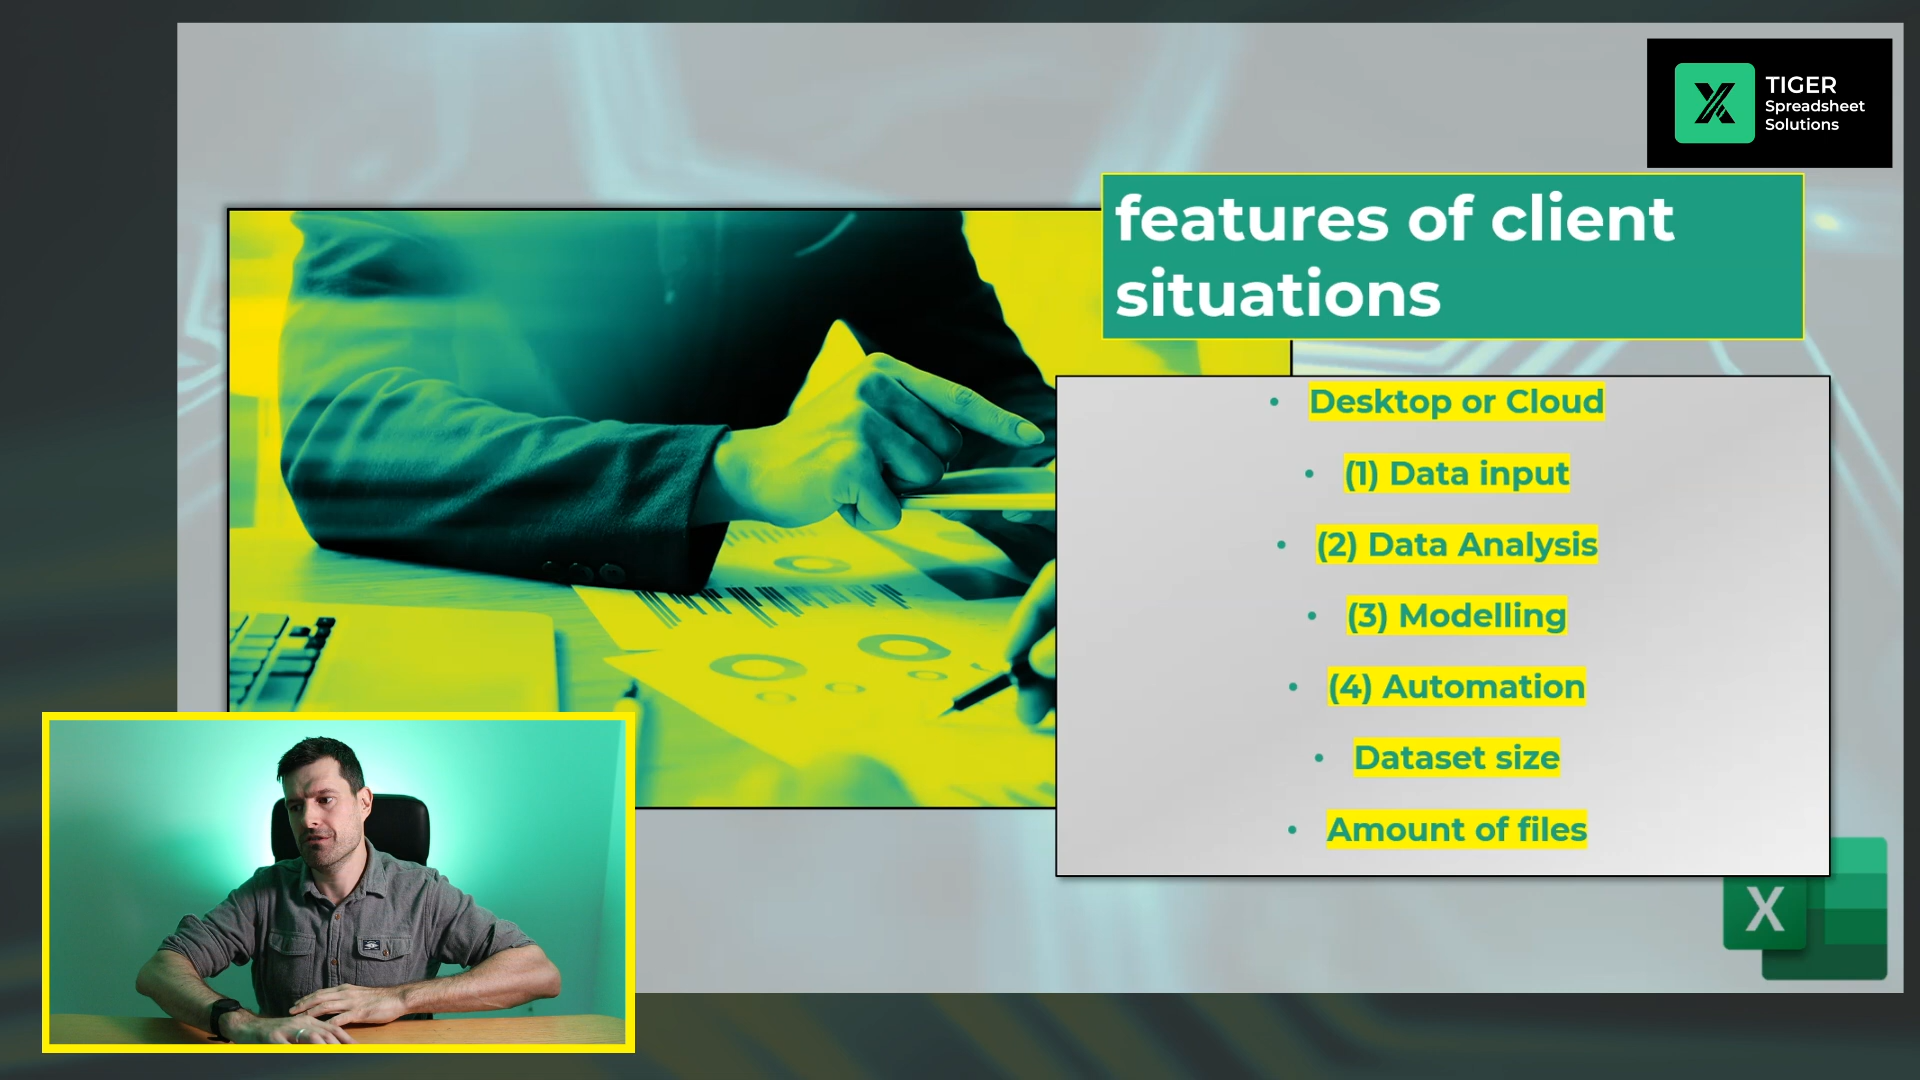 TIGER
Spreadsheet
Solutions
features of client
situations
• Desktop or Cloud
• (1) Data input
• (2) Data Analysis
• (3) Modelling
• (4) Automation
• Dataset size
• Amount of files
X